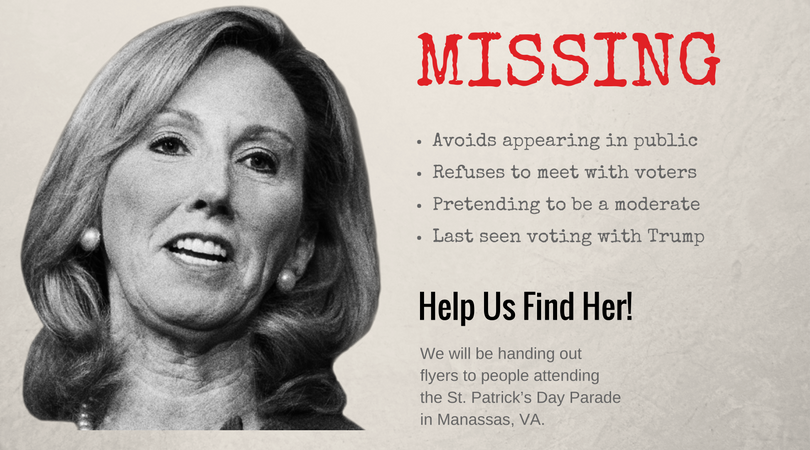 MISSING
• Avoids appearing in public
• Refuses to meet with voters
• Pretending to be a moderate
• Last seen voting with Trump
Help Us Find Her!
We will be handing out
flyers to people attending
the St. Patrick’s Day Parade
in Manassas, VA.